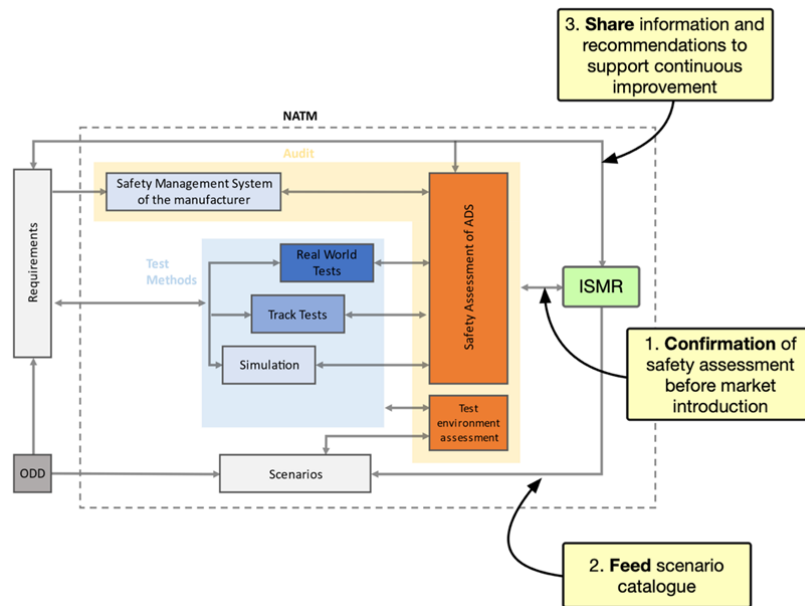 3. Share information and
recommendations to
support continuous
improvement
NATM
Audit
Safety Management System
of the manufacturer
Requirements
Test
Methods
Real World
Tests
Track Tests
Simulation
Safety Assessment of ADS
ISMR
1. Confirmation of
safety assessment
before market
introduction
Test
environment
assessment
ODD
Scenarios
2. Feed scenario
catalogue